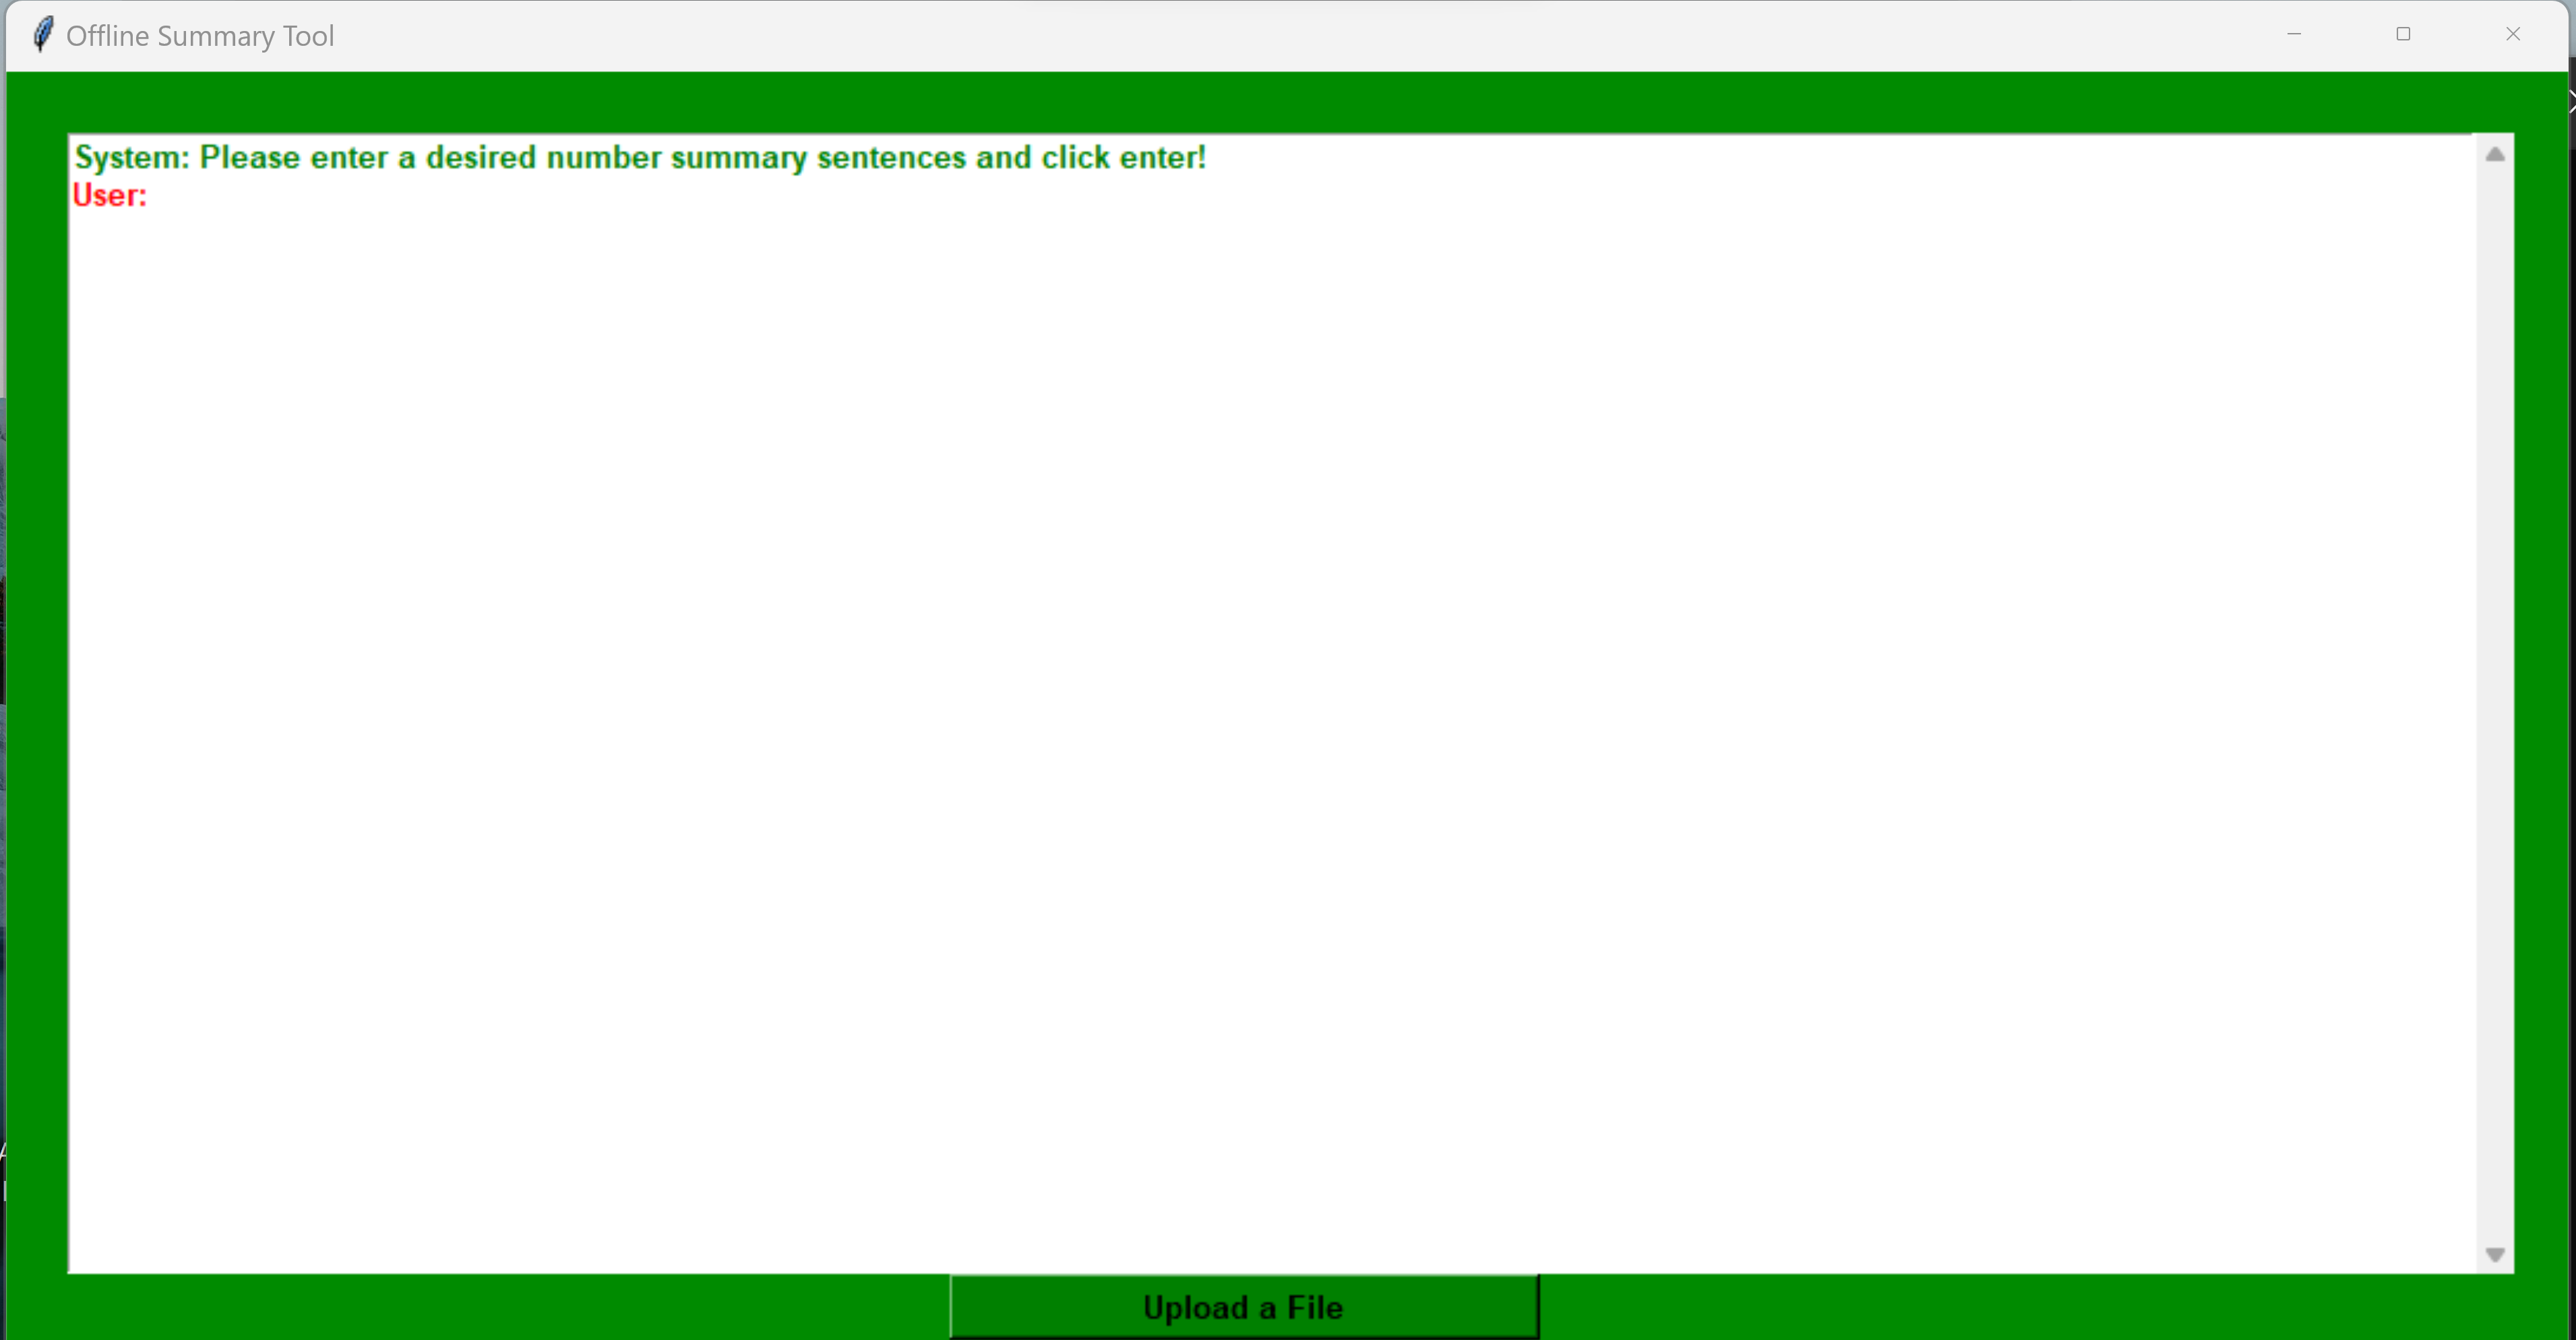 Offline Summary Tool
System: Please enter a desired number summary sentences and click enter!
User:
Upload a File